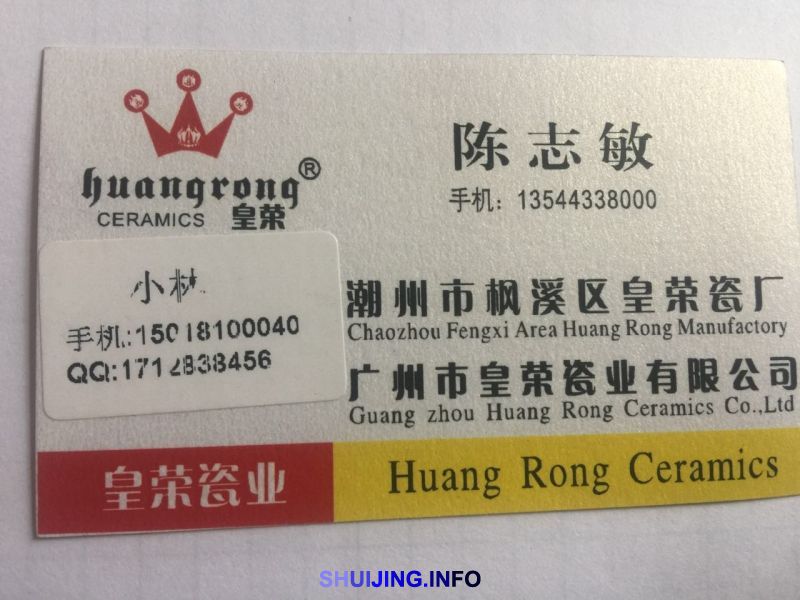 huangrong®
CERAMICS 皇荣
陈志敏
手机：13544338000
小林
手机:15018100040
QQ:1712838456
潮州市枫溪区皇荣瓷厂
Chaozhou Fengxi Area Huang Rong Manufactory
广州市皇荣瓷业有限公司
Guang zhou Huang Rong Ceramics Co.,Ltd
皇荣瓷业
Huang Rong Ceramics
SHUIJING.INFO